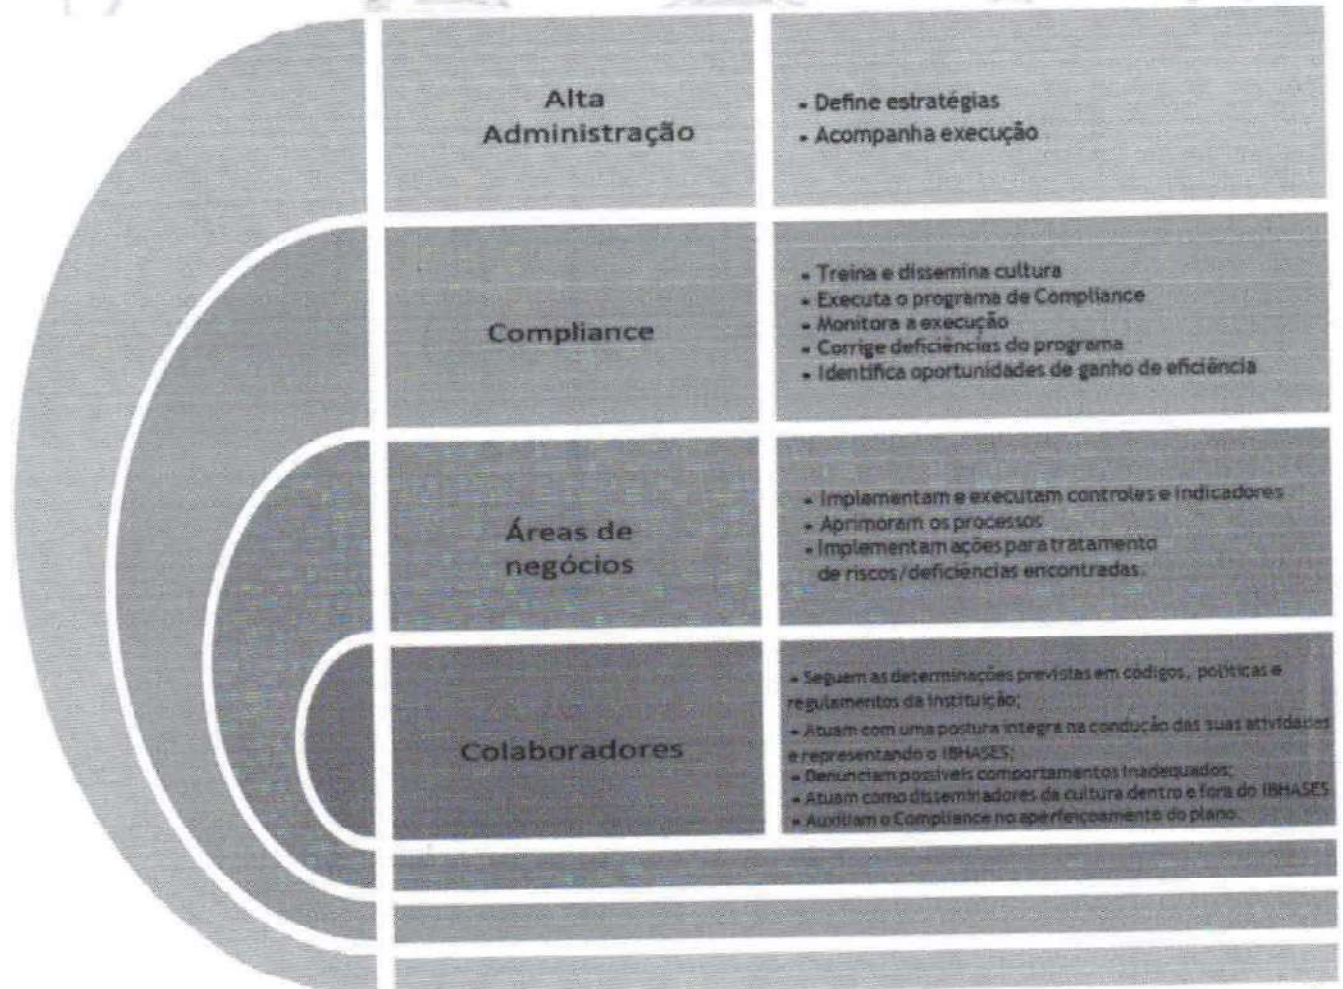 Alta
Administração
- Define estratégias
- Acompanha execução
Compliance
- Treina e dissemina cultura
- Executa o programa de Compliance
- Monitora a execução
- Corrige deficiências do programa
- Identifica oportunidades de ganho de eficiência
Áreas de
negócios
- Implementam e executam controles e indicadores
- Aprimoram os processos
- Implementam ações para tratamento
de riscos/deficiências encontradas.
Colaboradores
- Seguem as determinações previstas em códigos, políticas e
regulamentos da instituição;
- Atuam com uma postura integra na condução das suas atividades
e representando o IBHASES;
- Denunciam possíveis comportamentos inadequados;
- Atuam como disseminadores da cultura dentro e fora do IBHASES
- Auxiliam o Compliance no aperfeiçoamento do plano.